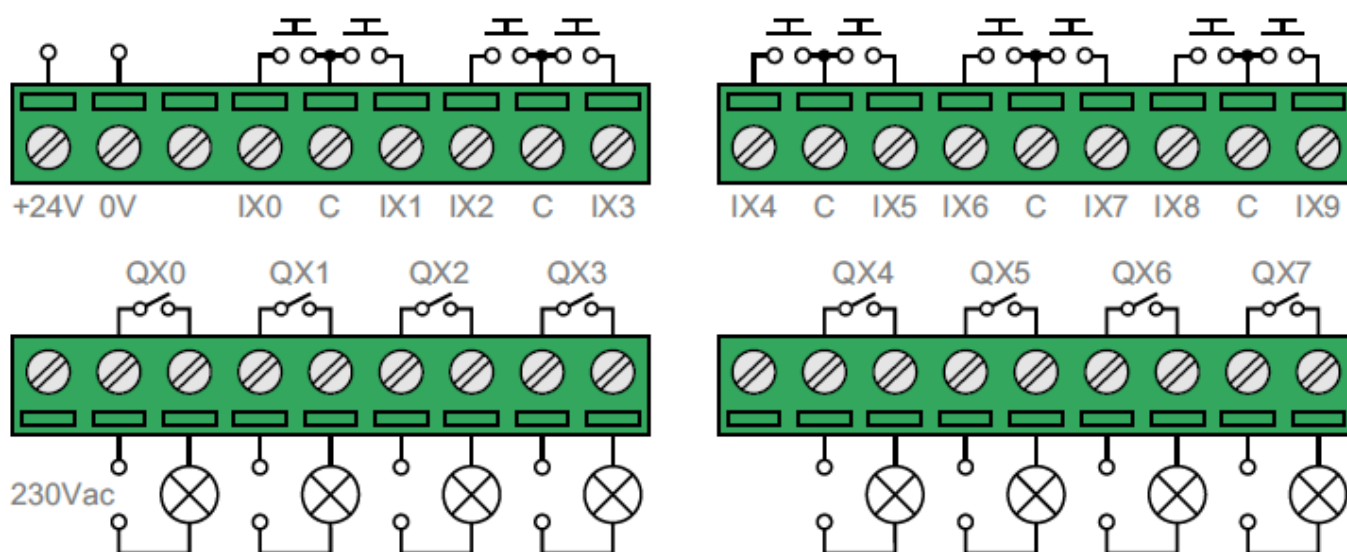 +24V 0V IX0 C IX1 IX2 C IX3
IX4 C IX5 IX6 C IX7 IX8 C IX9
QX0 QX1 QX2 QX3
QX4 QX5 QX6 QX7
230Vac